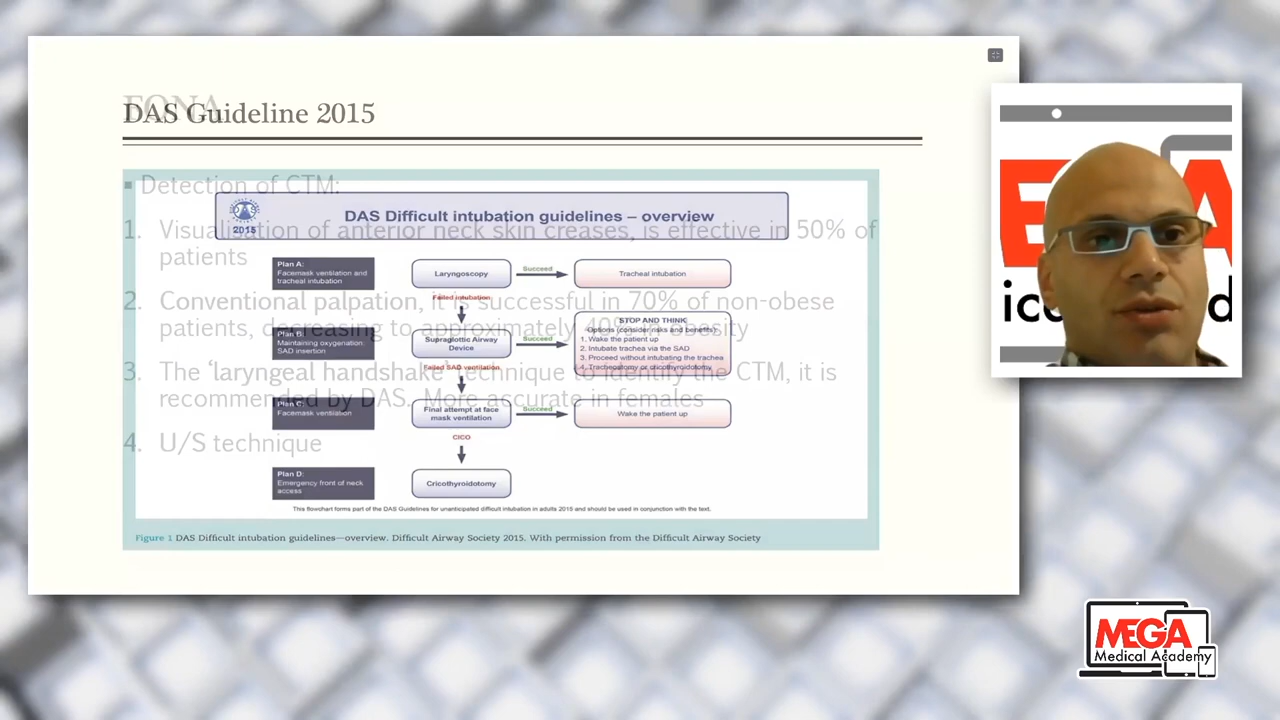 FONA
DAS Guideline 2015
Detection of CTM:
1. Visualisation of anterior neck skin creases, is effective in 50% of
patients
2. Conventional palpation, it is successful in 70% of non-obese
patients, decreasing to approximately in obesity
3. The ‘laryngeal handshake’ technique to identify the CTM, it is
recommended by DAS. More accurate in females
4. U/S technique
DAS
2015
DAS Difficult intubation guidelines – overview
Plan A:
Facemask ventilation and
tracheal intubation
Laryngoscopy
Succeed
Tracheal intubation
Failed intubation
Plan B:
Maintaining oxygenation
SAD insertion
Supraglottic Airway
Device
Succeed
STOP AND THINK
Options (consider risks and benefits)
1. Wake the patient up
2. Intubate trachea via the SAD
3. Proceed without intubating the trachea
4. Tracheostomy or cricothyroidotomy
Failed SAD ventilation
Plan C:
Facemask ventilation
Final attempt at face
mask ventilation
Succeed
Wake the patient up
CICO
Plan D:
Emergency front of neck
access
Cricothyroidotomy
This flowchart forms part of the DAS Guidelines for unanticipated difficult intubation in adults 2015 and should be used in conjunction with the text.
Figure 1 DAS Difficult intubation guidelines—overview. Difficult Airway Society 2015. With permission from the Difficult Airway Society
MEGA
Medical Academy